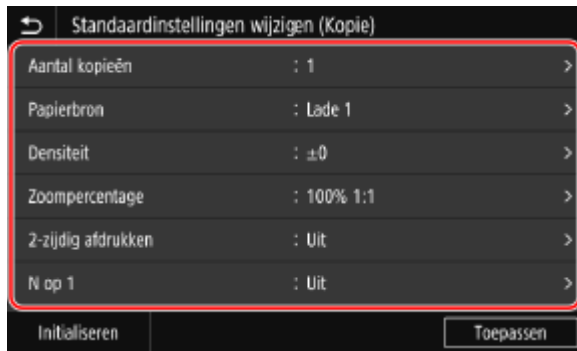 Standaardinstellingen wijzigen (Kopie)
Aantal kopieën : 1
Papierbron : Lade 1
Densiteit : ±0
Zoompercentage : 100% 1:1
2-zijdig afdrukken : Uit
N op 1 : Uit
Initialiseren Toepassen